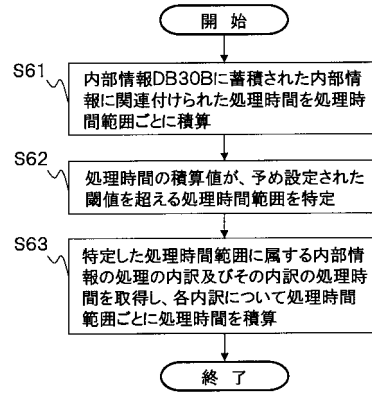 開 始
S61
内部情報DB30Bに蓄積された内部情
報に関連付けられた処理時間を処理時
間範囲ごとに積算
S62
処理時間の積算値が、予め設定された
閾値を超える処理時間範囲を特定
S63
特定した処理時間範囲に属する内部情
報の処理の内訳及びその内訳の処理時
間を取得し、各内訳について処理時間
範囲ごとに処理時間を積算
終 了